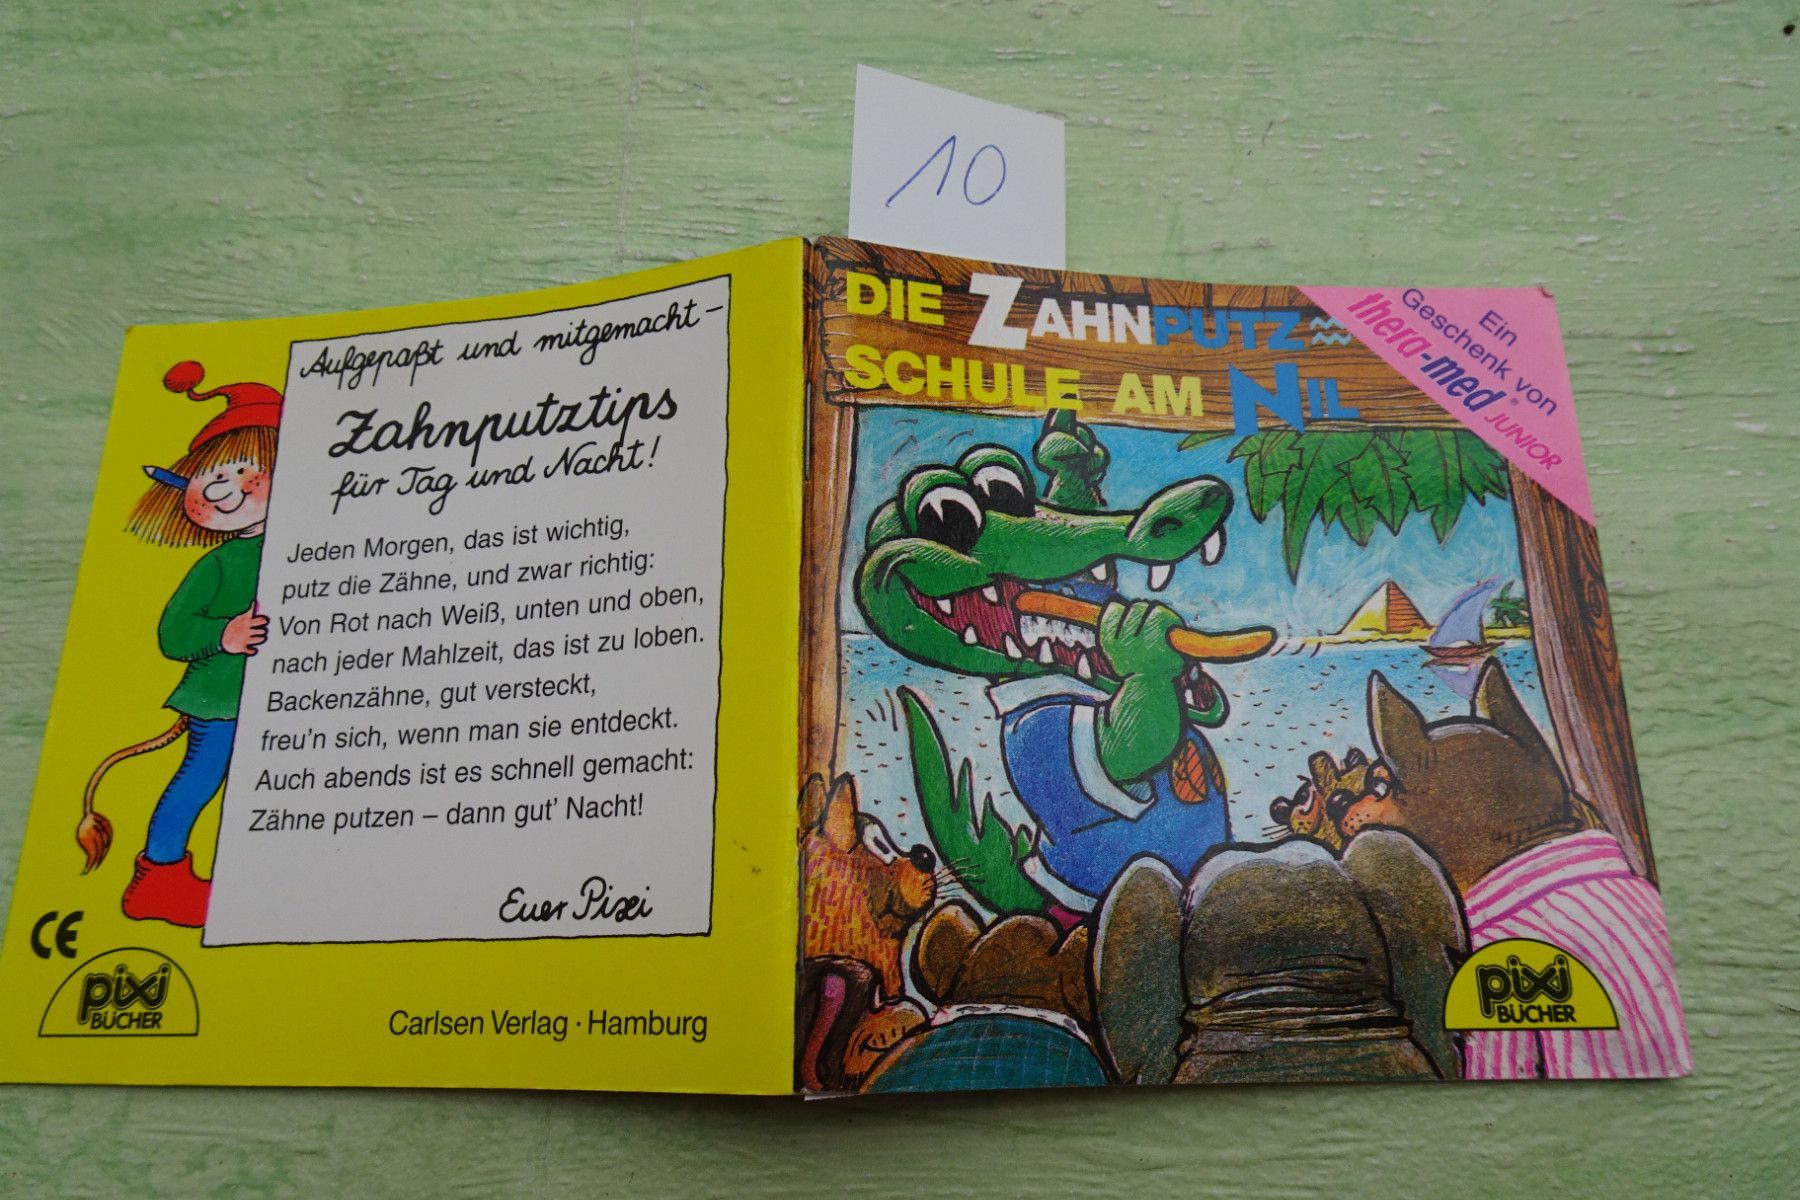 10
Aufgepaßt und mitgemacht –
Zahnputztips
für Tag und Nacht!
Jeden Morgen, das ist wichtig,
putz die Zähne, und zwar richtig:
Von Rot nach Weiß, unten und oben,
nach jeder Mahlzeit, das ist zu loben.
Backenzähne, gut versteckt,
freu'n sich, wenn man sie entdeckt.
Auch abends ist es schnell gemacht:
Zähne putzen – dann gut' Nacht!
Euer Pixi
CE
pixi
BÜCHER
Carlsen Verlag · Hamburg
DIE ZAHNPUTZ=
SCHULE AM NIL
Ein
Geschenk von
thera-med®
JUNIOR
pixi
BÜCHER